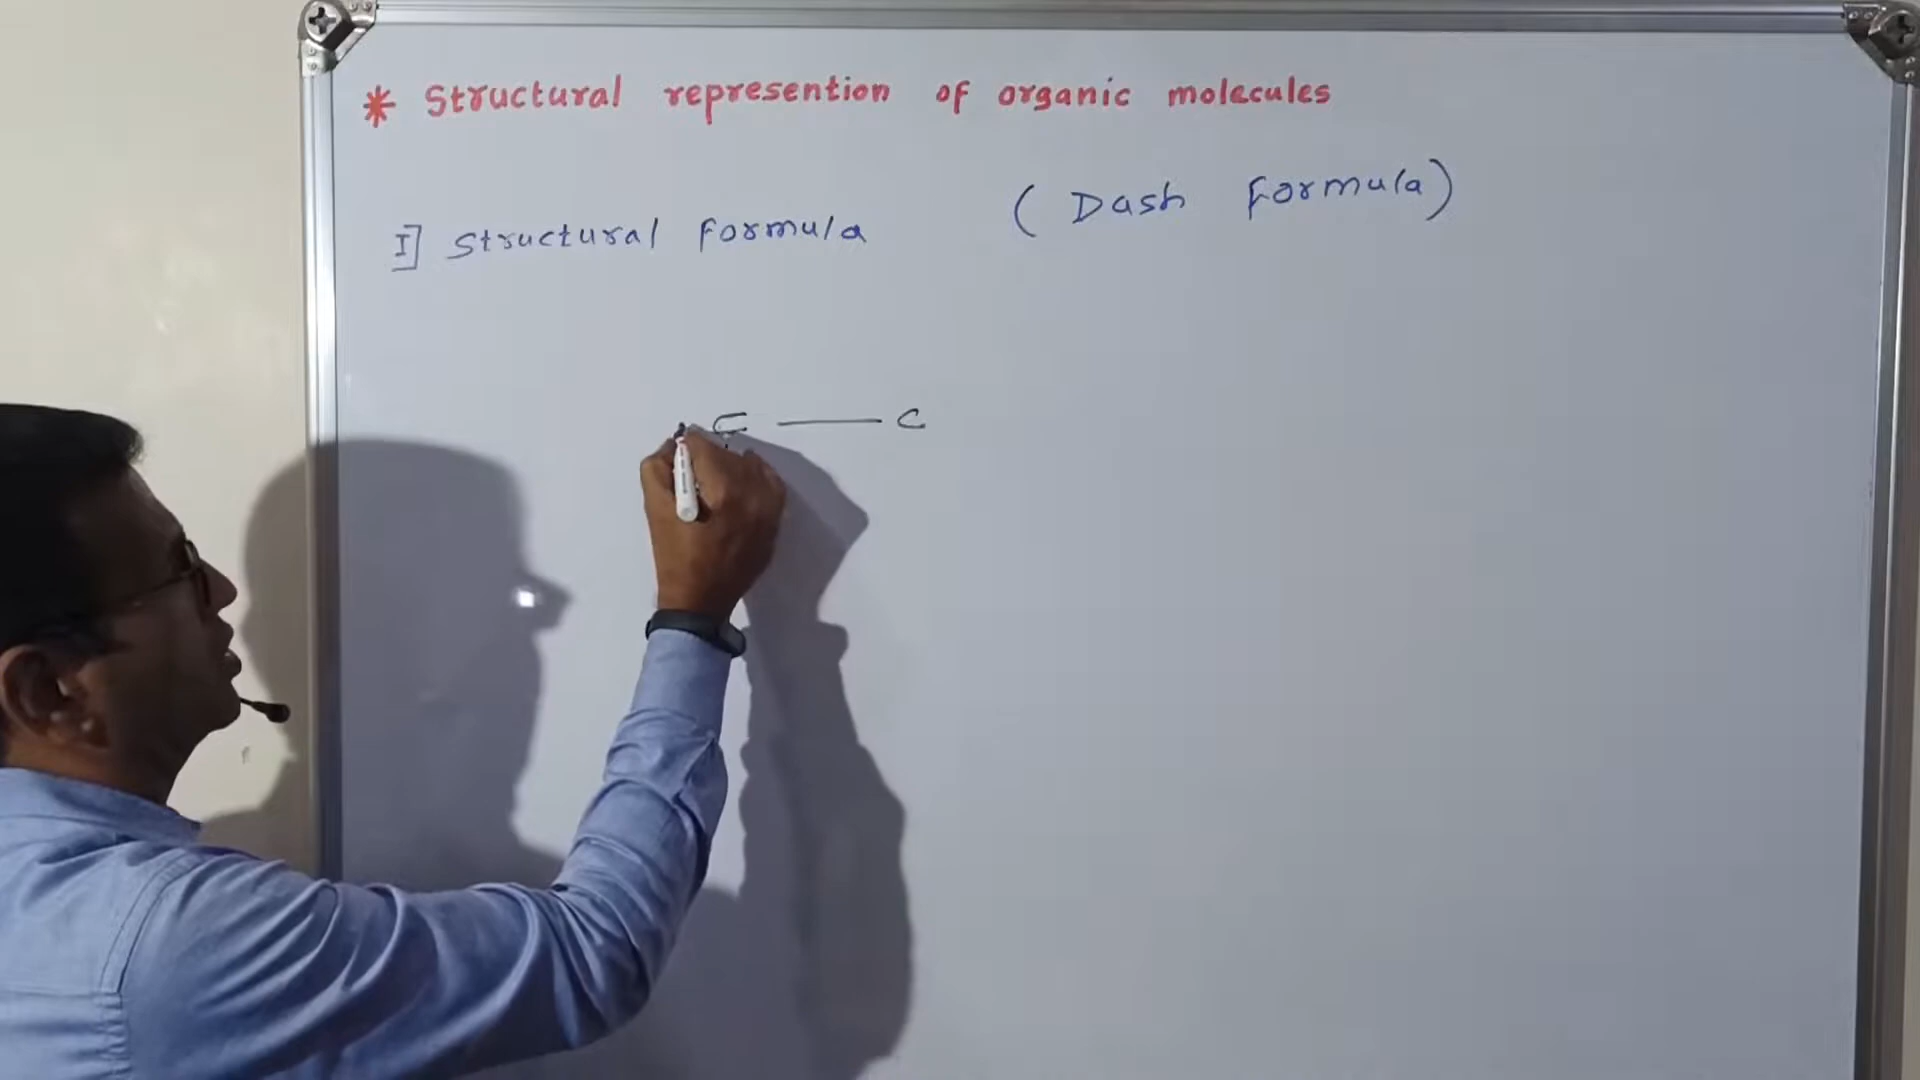 * Structural represention of organic molecules
I] Structural formula (Dash formula)
C — C